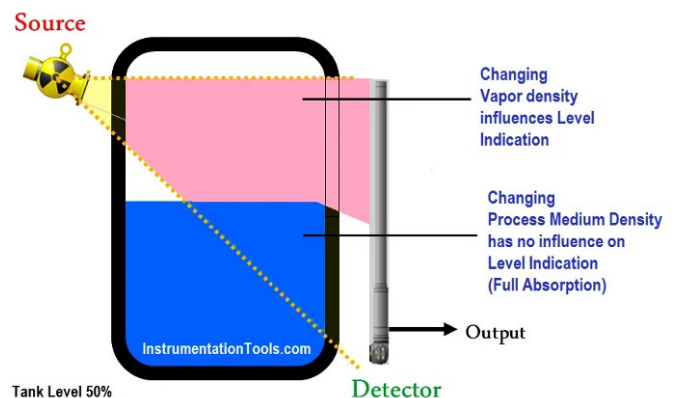 Source
Changing
Vapor density
influences Level
Indication
Changing
Process Medium Density
has no influence on
Level Indication
(Full Absorption)
Output
InstrumentationTools.com
Tank Level 50%
Detector